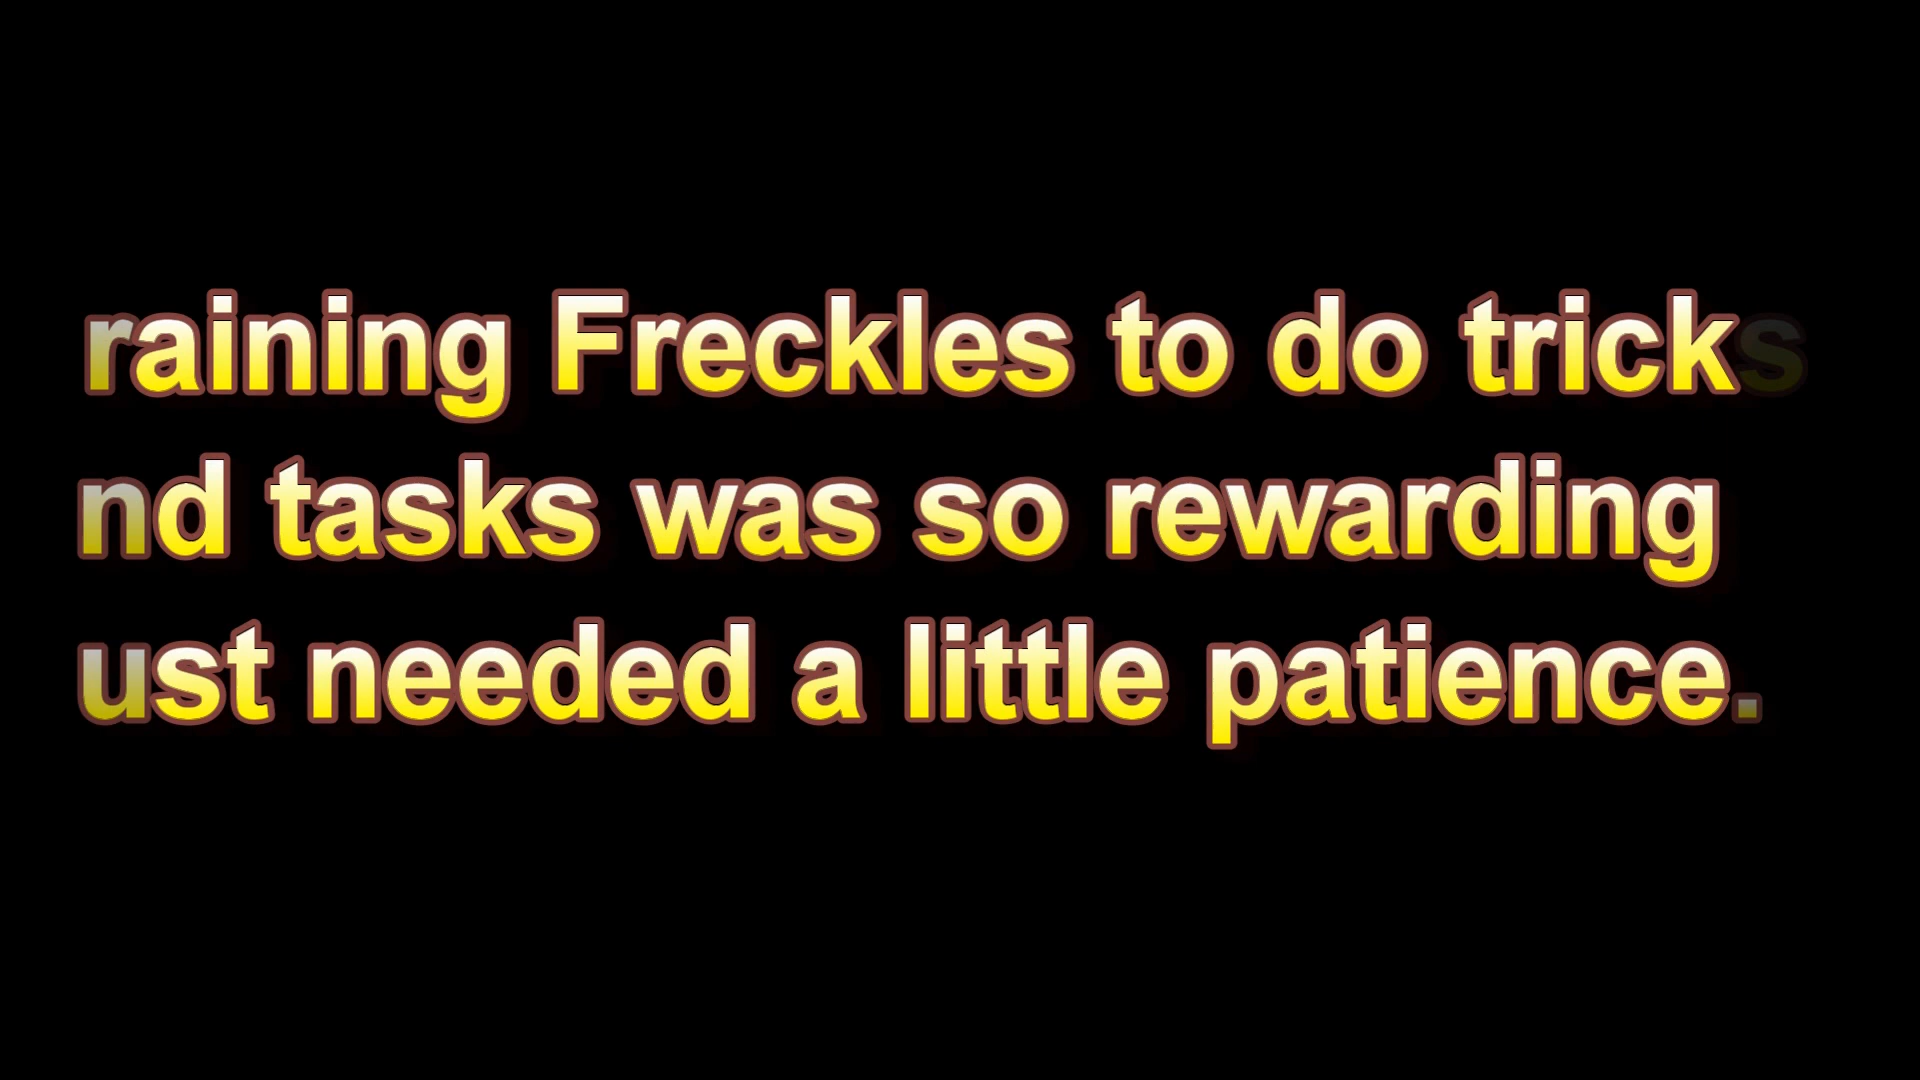 raining Freckles to do tricks
nd tasks was so rewarding
ust needed a little patience.